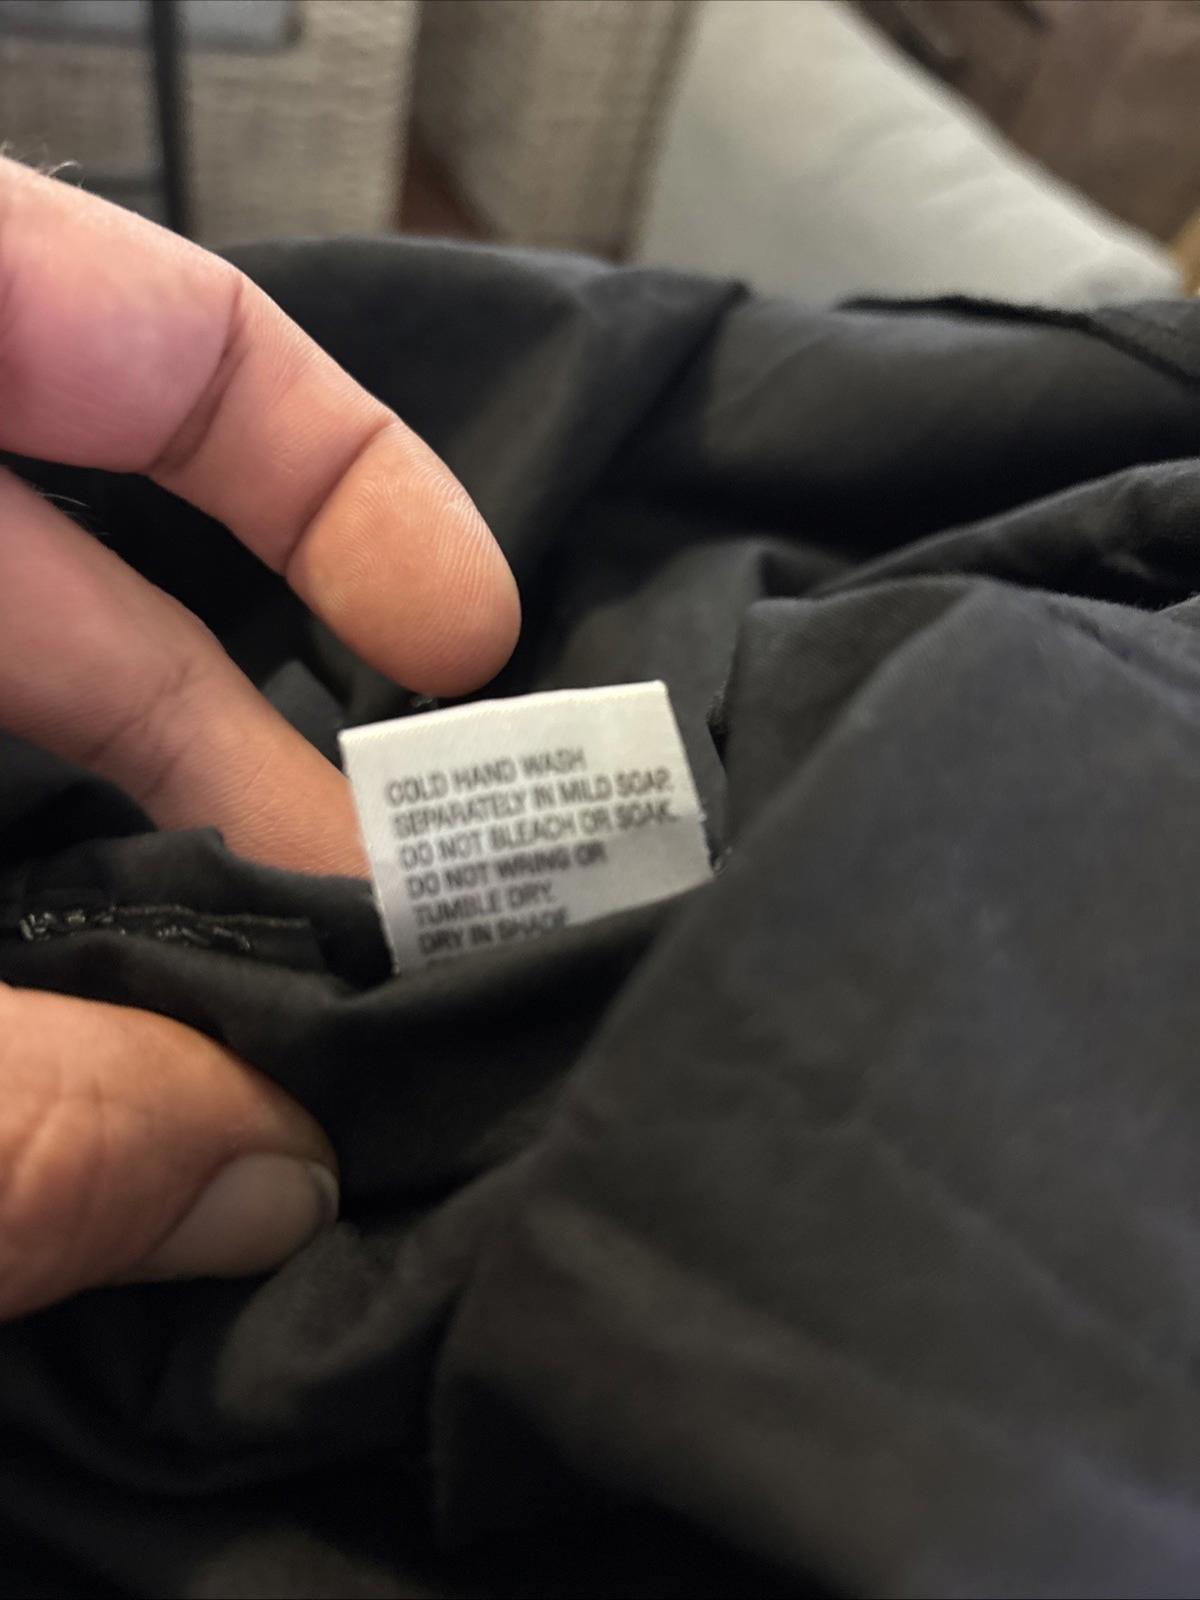 COLD HAND WASH
SEPARATELY IN MILD SOAP.
DO NOT BLEACH OR SOAK.
DO NOT WRING OR
TUMBLE DRY.
DRY IN SHADE